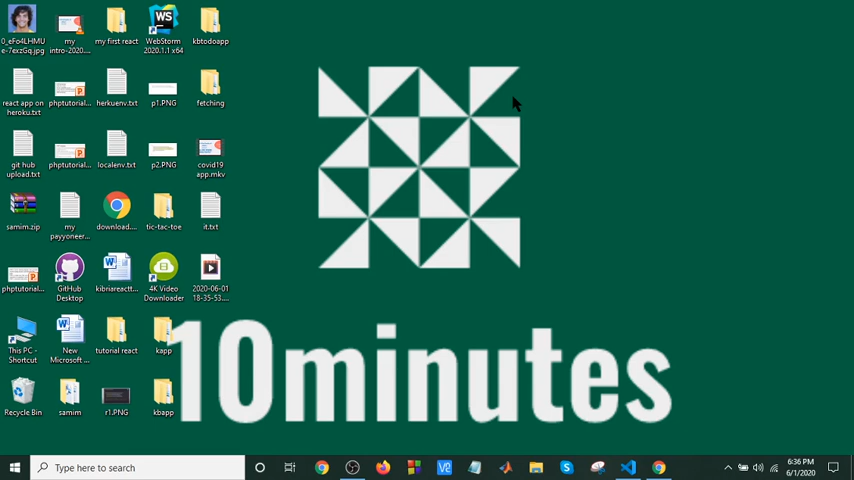 0_eFo4LHMU
e-7exzGq.jpg
my
intro-2020....
my first react
WS
WebStorm
2020.1.1 x64
kbtodoapp
react app on
heroku.txt
phptutorial...
herkuenv.txt
p1.PNG
fetching
git hub
upload.txt
phptutorial...
localenv.txt
p2.PNG
covid19
app.mkv
samim.zip
my
payyoneer...
download....
tic-tac-toe
it.txt
phptutorial...
GitHub
Desktop
kibriareactt...
4K Video
Downloader
2020-06-01
18-35-53....
This PC -
Shortcut
New
Microsoft ...
tutorial react
kapp
Recycle Bin
samim
r1.PNG
kbapp
10minutes
Type here to search
6:36 PM
6/1/2020